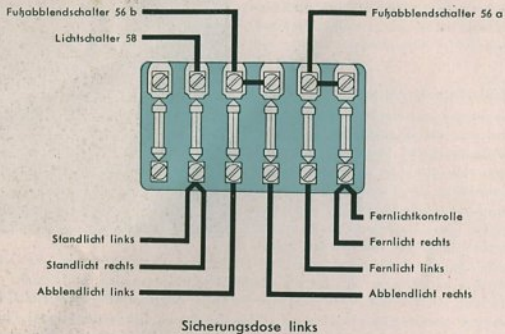 Fußabblendschalter 56 b
Fußabblendschalter 56 a
Lichtschalter 58
Fernlichtkontrolle
Standlicht links
Fernlicht rechts
Standlicht rechts
Fernlicht links
Abblendlicht links
Abblendlicht rechts
Sicherungsdose links